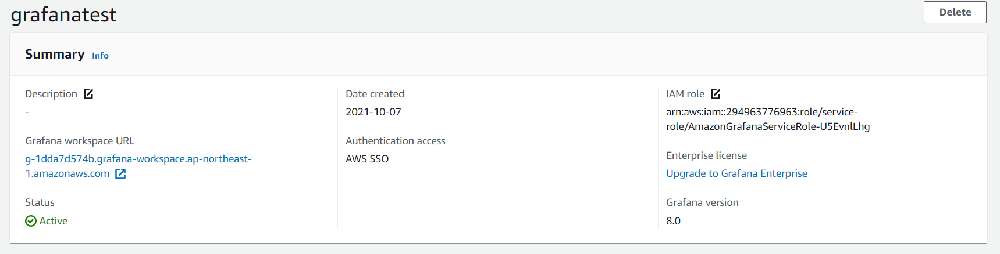 grafanatest
Delete
Summary Info
Description
-
Grafana workspace URL
g-1dda7d574b.grafana-workspace.ap-northeast-
1.amazonaws.com
Status
Active
Date created
2021-10-07
Authentication access
AWS SSO
IAM role
arn:aws:iam::294963776963:role/service-
role/AmazonGrafanaServiceRole-U5EvnlLhg
Enterprise license
Upgrade to Grafana Enterprise
Grafana version
8.0